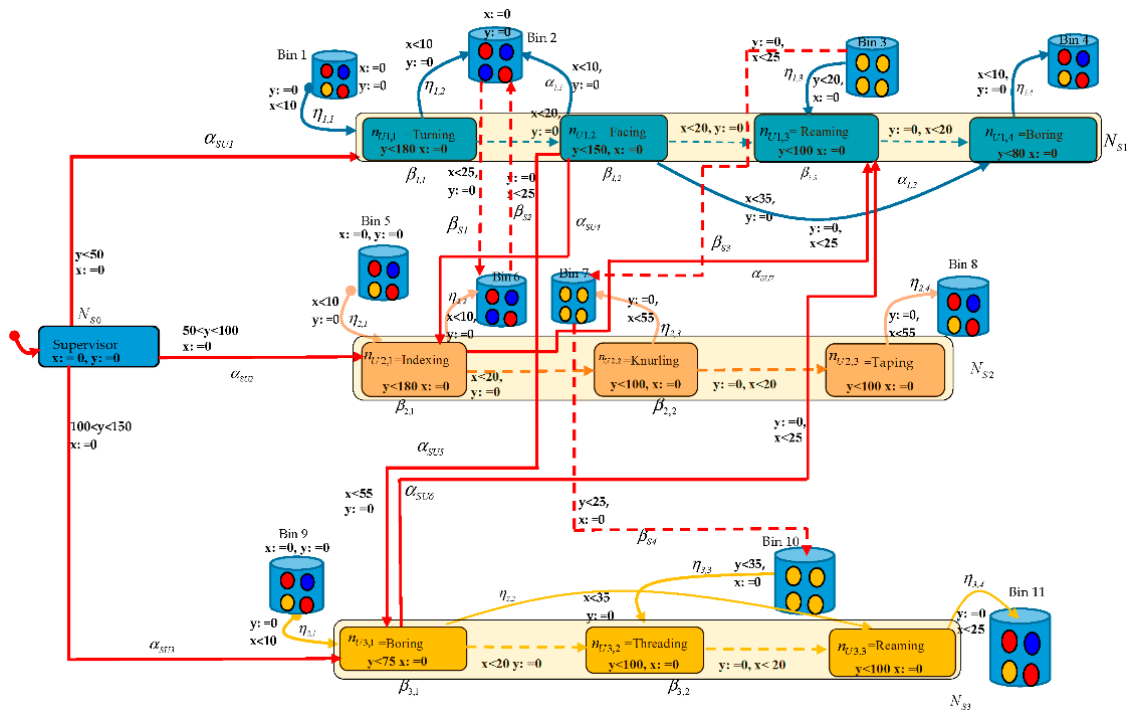 x: =0
y: =0
Bin 2
Bin 1
x: =0
y: =0
y: =0
x<10
η1,1
x<10
y: =0
η1,2
x<10,
y: =0
α1,1
y: =0,
x<25
Bin 3
η1,3
y<20,
x: =0
x<10,
y: =0
Bin 4
αSU1
nU1,1 Turning
y<180 x: =0
x<20,
y: =0
nU1,2 Facing
y<150, x: =0
x<20, y: =0
nU1,3= Reaming
y<100 x: =0
y: =0, x<20
nU1,4=Boring
y<80 x: =0
NS1
β1,1
β1,2
x<25,
y: =0
y: =0
x<25
βS1
βS2
αSU4
x<35,
y: =0
α1,2
y: =0,
x<25
βS3
αSU7
Bin 5
x: =0, y: =0
y<50
x: =0
x<10
y: =0
η2,1
Bin 6
x<10,
y: =0
Bin 7
y: =0,
x<55
η2,3
Bin 8
η2,4
y: =0,
x<55
NS0
Supervisor
x: = 0, y: =0
50<y<100
x: =0
αSU2
nU2,1=Indexing
y<180 x: =0
x<20,
y: =0
nU2,2=Knurling
y<100, x: =0
y: =0, x<20
nU2,3 =Taping
y<100 x: =0
NS2
β2,1
β2,2
100<y<150
x: =0
αSU5
y: =0,
x<25
x<55
y: =0
αSU6
y<25,
x: =0
βS4
Bin 9
x: =0, y: =0
Bin 10
y: =0
x<10
η3,1
η3,2
x<35
y: =0
η3,3
y<35,
x: =0
η3,4
y: =0
x<25
Bin 11
αSU3
nU3,1 =Boring
y<75 x: =0
x<20 y: =0
nU3,2 =Threading
y<100, x: =0
y: =0, x< 20
nU3,3 =Reaming
y<100 x: =0
β3,1
β3,2
NS3